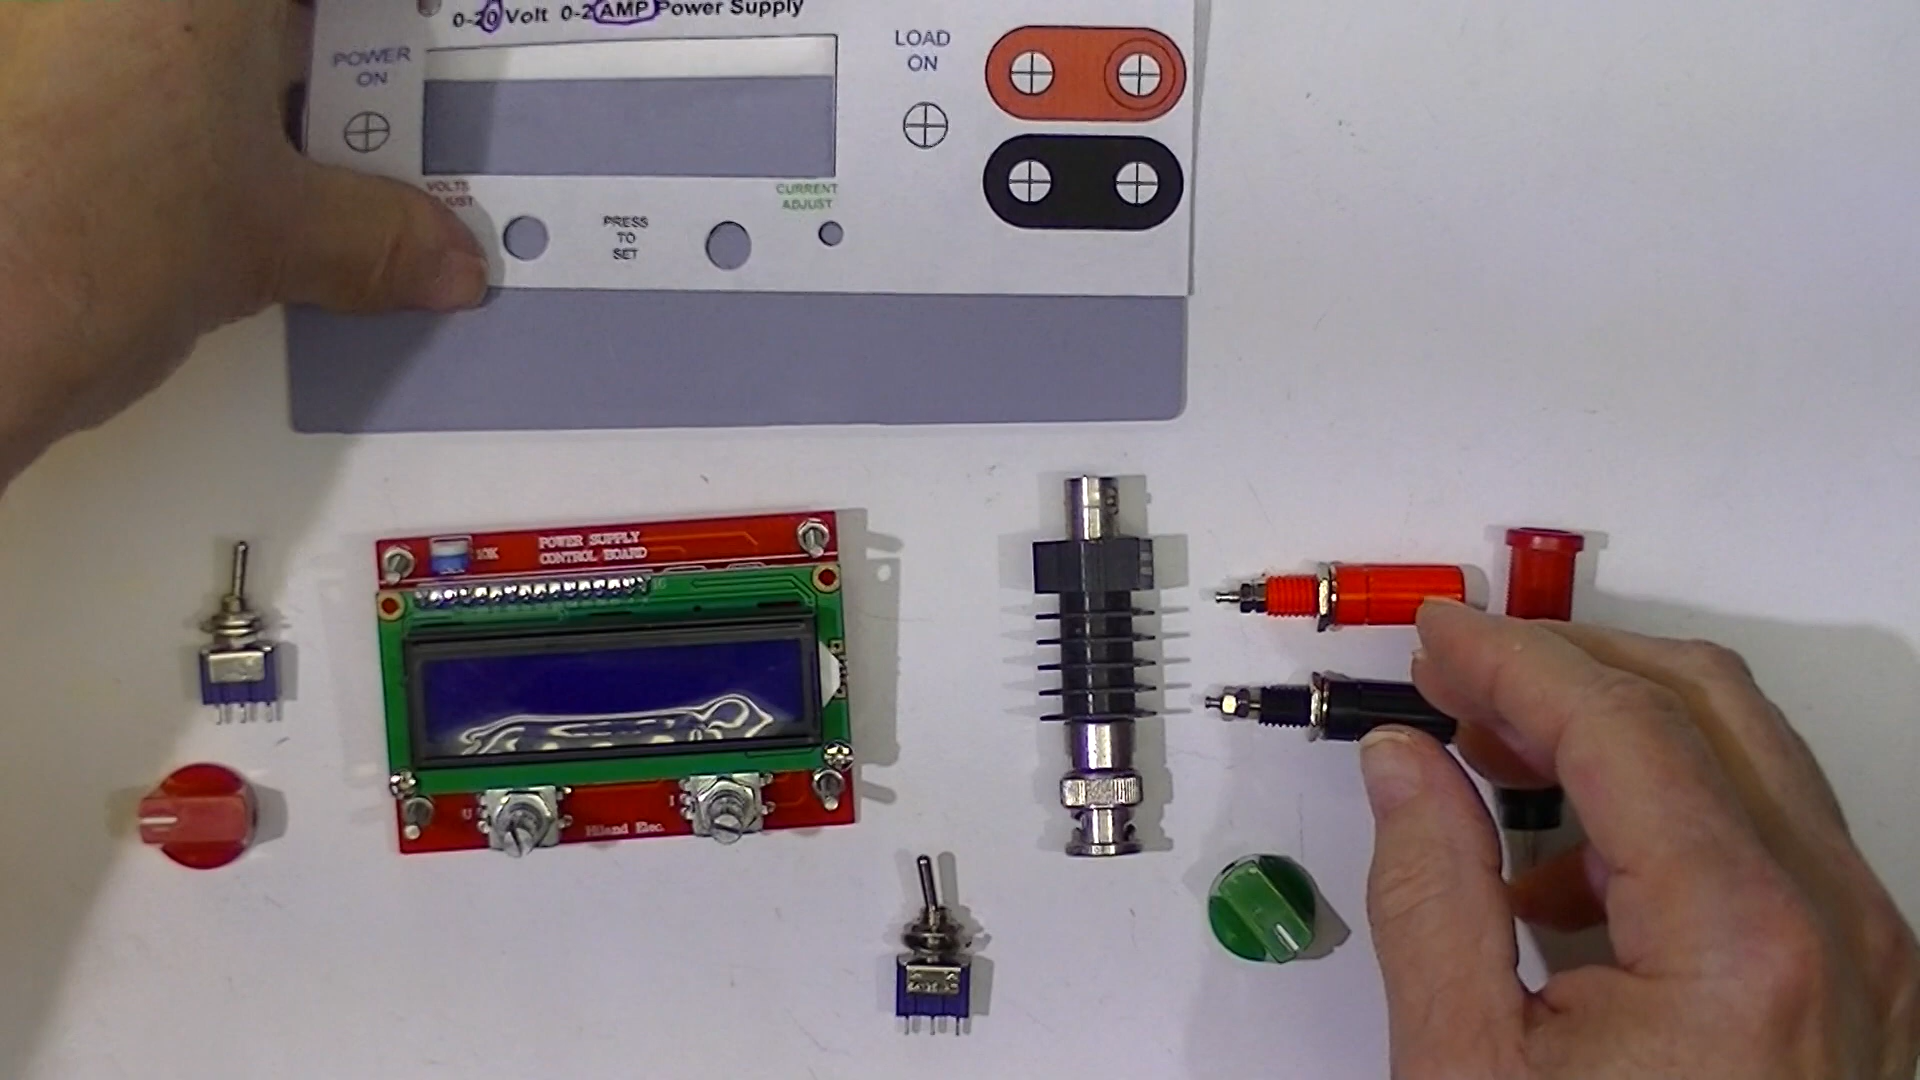 0-20 Volt 0-2 AMP Power Supply
POWER
ON
LOAD
ON
VOLTS
CURRENT
ADJUST
PRESS
TO
SET
10K
POWER SUPPLY
CONTROL BOARD
16
U
I
Hiland Elec.